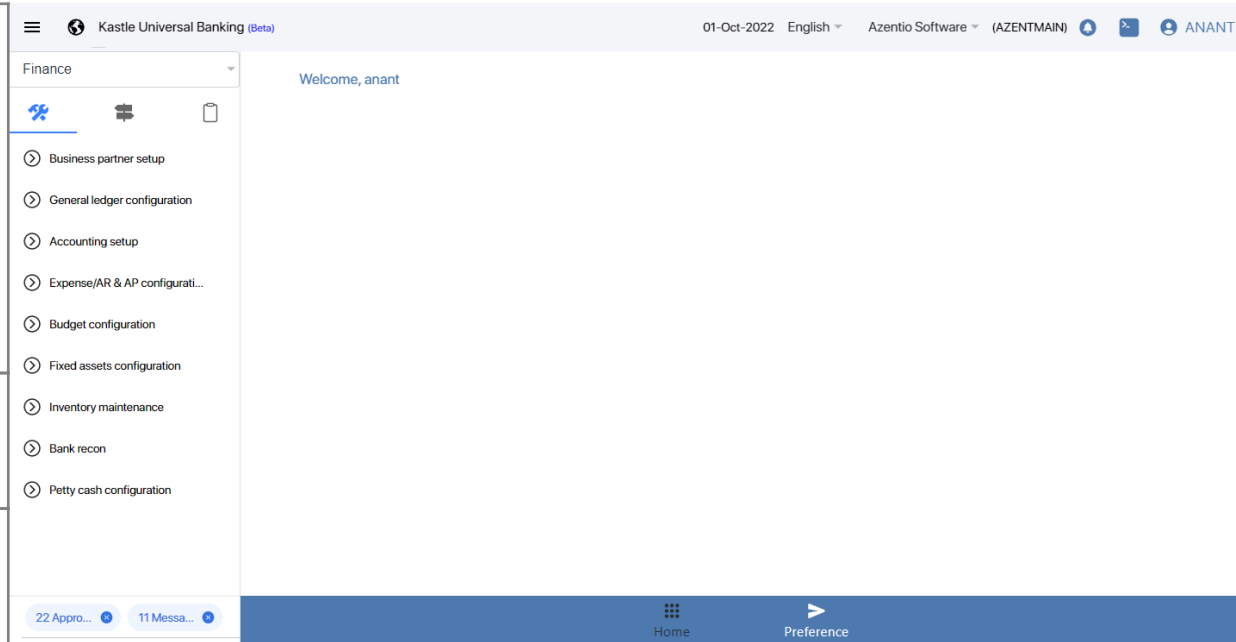 Kastle Universal Banking (Beta) 01-Oct-2022 English Azentio Software (AZENTMAIN) ANANT
Finance
Welcome, anant
Business partner setup
General ledger configuration
Accounting setup
Expense/AR & AP configurati...
Budget configuration
Fixed assets configuration
Inventory maintenance
Bank recon
Petty cash configuration
22 Appro... 11 Messa...
Home Preference